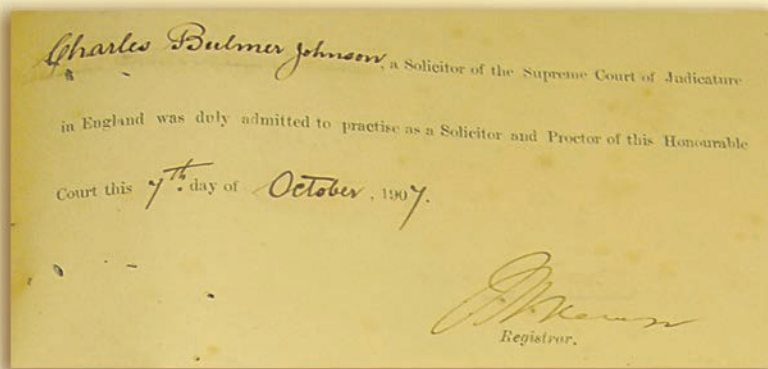 Charles Bulmer Johnson, a Solicitor of the Supreme Court of Judicature
in England was duly admitted to practise as a Solicitor and Proctor of this Honourable
Court this 7th. day of October, 1907.
Registrar.